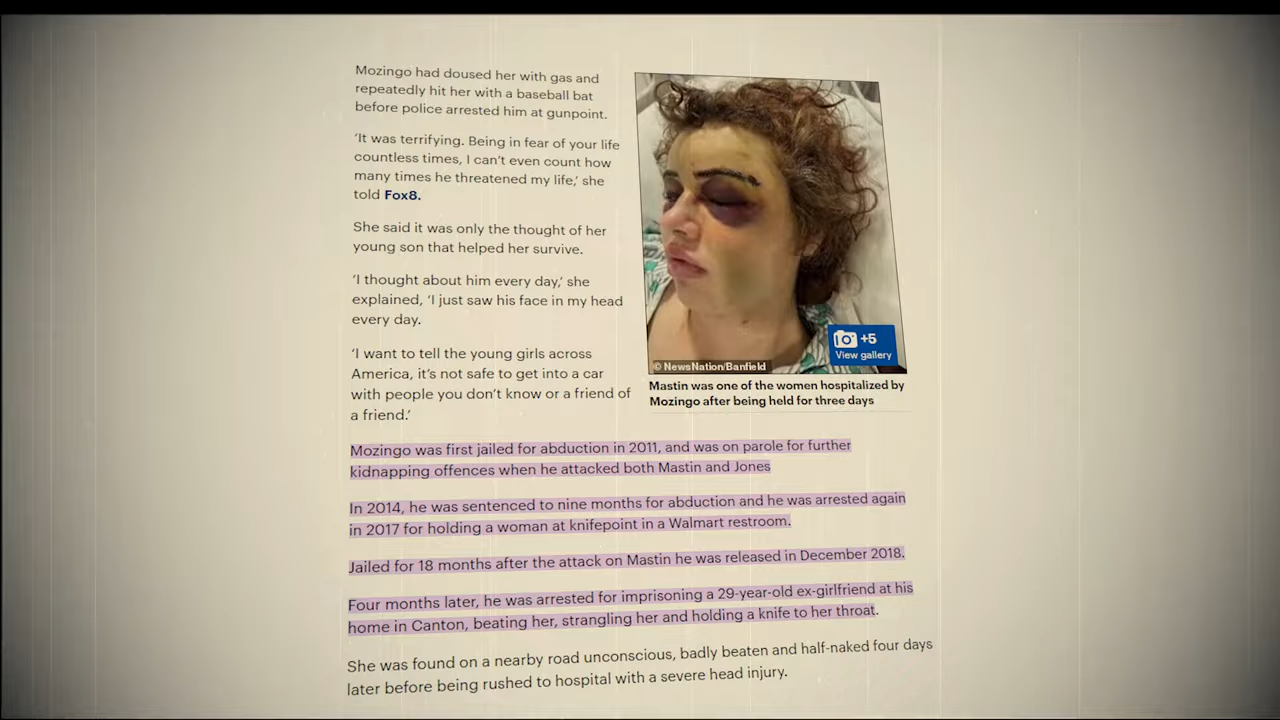 Mozingo had doused her with gas and
repeatedly hit her with a baseball bat
before police arrested him at gunpoint.
'It was terrifying. Being in fear of your life
countless times, I can't even count how
many times he threatened my life,' she
told Fox8.
She said it was only the thought of her
young son that helped her survive.
'I thought about him every day,' she
explained, 'I just saw his face in my head
every day.
'I want to tell the young girls across
America, it's not safe to get into a car
with people you don't know or a friend of
a friend.'
+5
View gallery
© NewsNation/Banfield
Mastin was one of the women hospitalized by
Mozingo after being held for three days
Mozingo was first jailed for abduction in 2011, and was on parole for further
kidnapping offences when he attacked both Mastin and Jones
In 2014, he was sentenced to nine months for abduction and he was arrested again
in 2017 for holding a woman at knifepoint in a Walmart restroom.
Jailed for 18 months after the attack on Mastin he was released in December 2018.
Four months later, he was arrested for imprisoning a 29-year-old ex-girlfriend at his
home in Canton, beating her, strangling her and holding a knife to her throat.
She was found on a nearby road unconscious, badly beaten and half-naked four days
later before being rushed to hospital with a severe head injury.